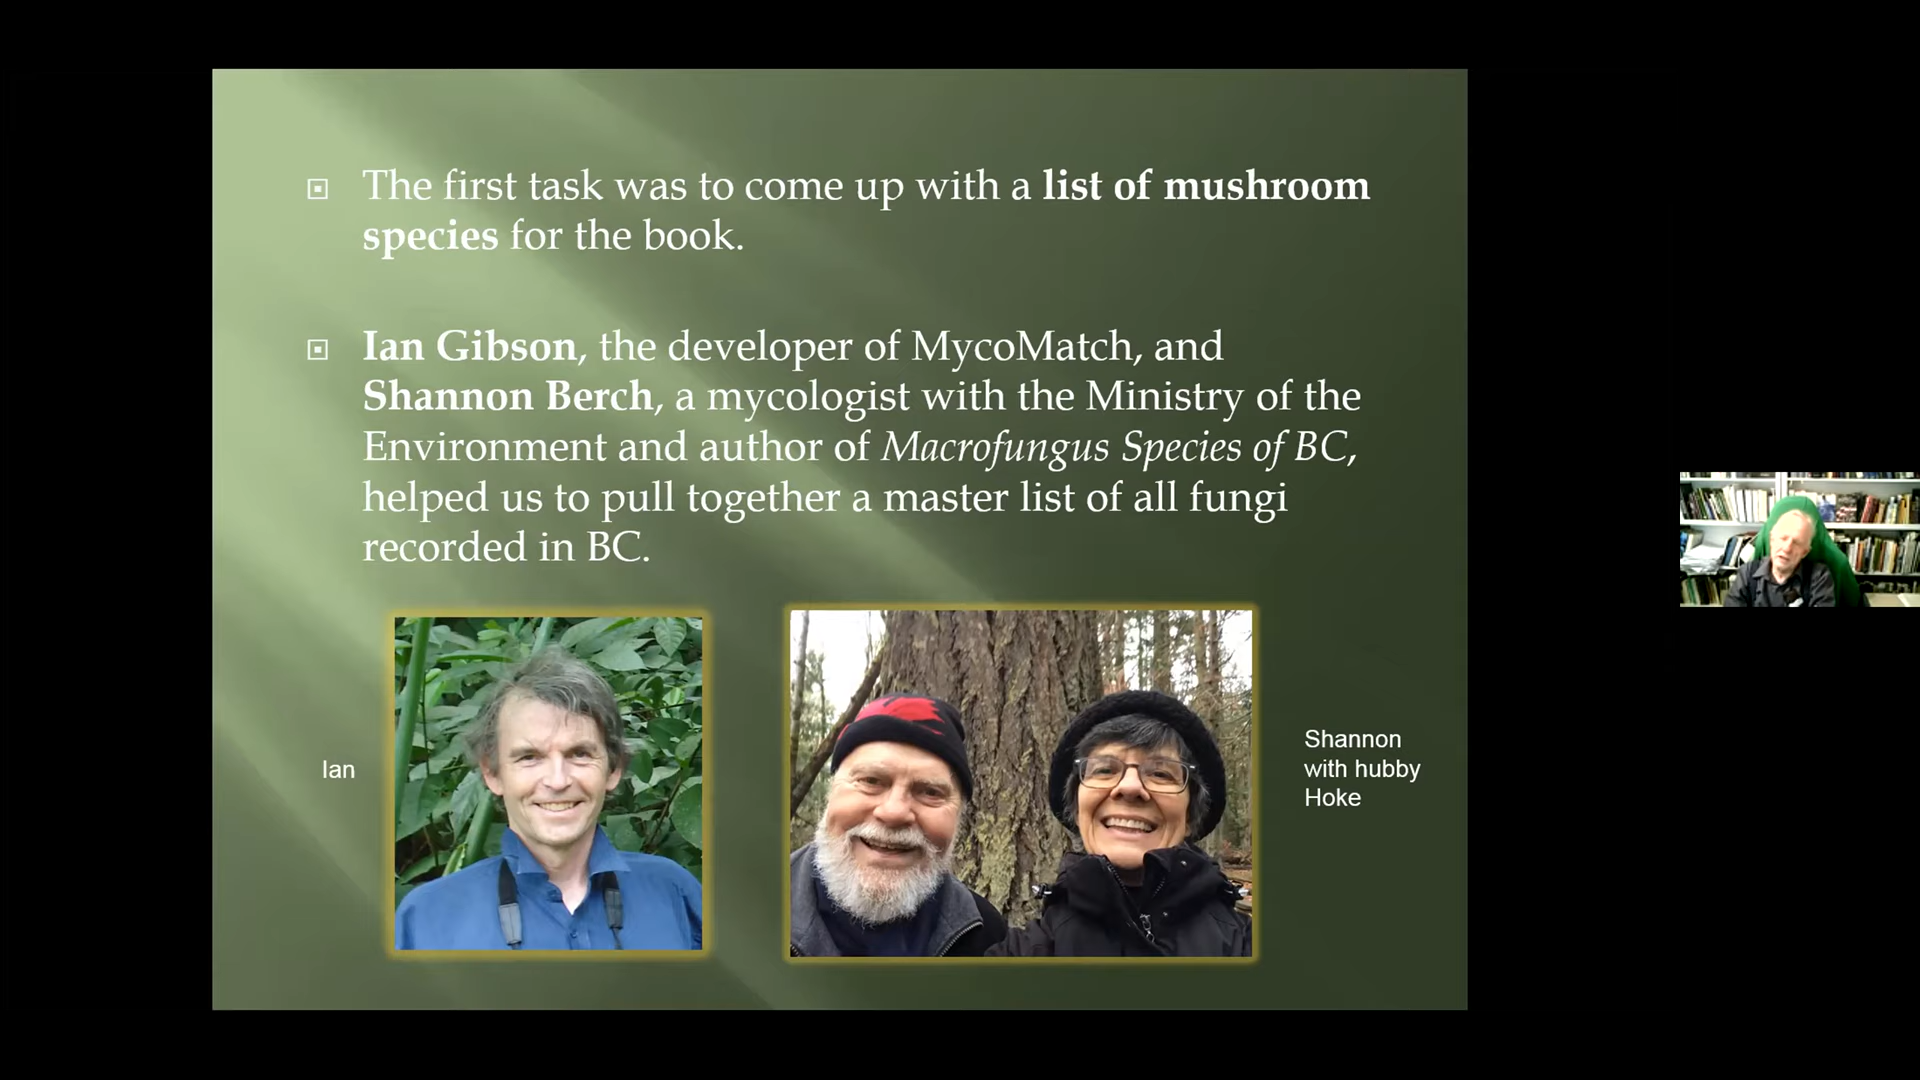 The first task was to come up with a list of mushroom
species for the book.
Ian Gibson, the developer of MycoMatch, and
Shannon Berch, a mycologist with the Ministry of the
Environment and author of Macrofungus Species of BC,
helped us to pull together a master list of all fungi
recorded in BC.
Ian
Shannon
with hubby
Hoke